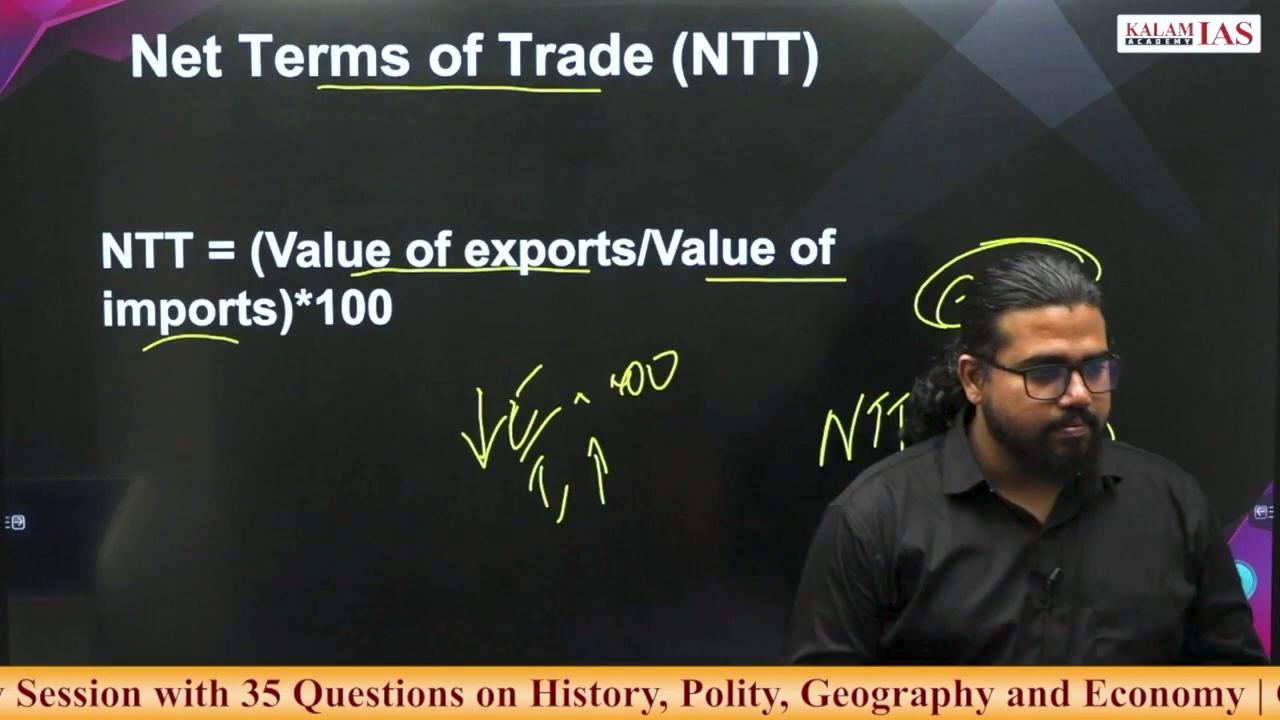 KALAM IAS
ACADEMY
Net Terms of Trade (NTT)
NTT = (Value of exports/Value of
imports)*100
100
NTT
Session with 35 Questions on History, Polity, Geography and Economy |